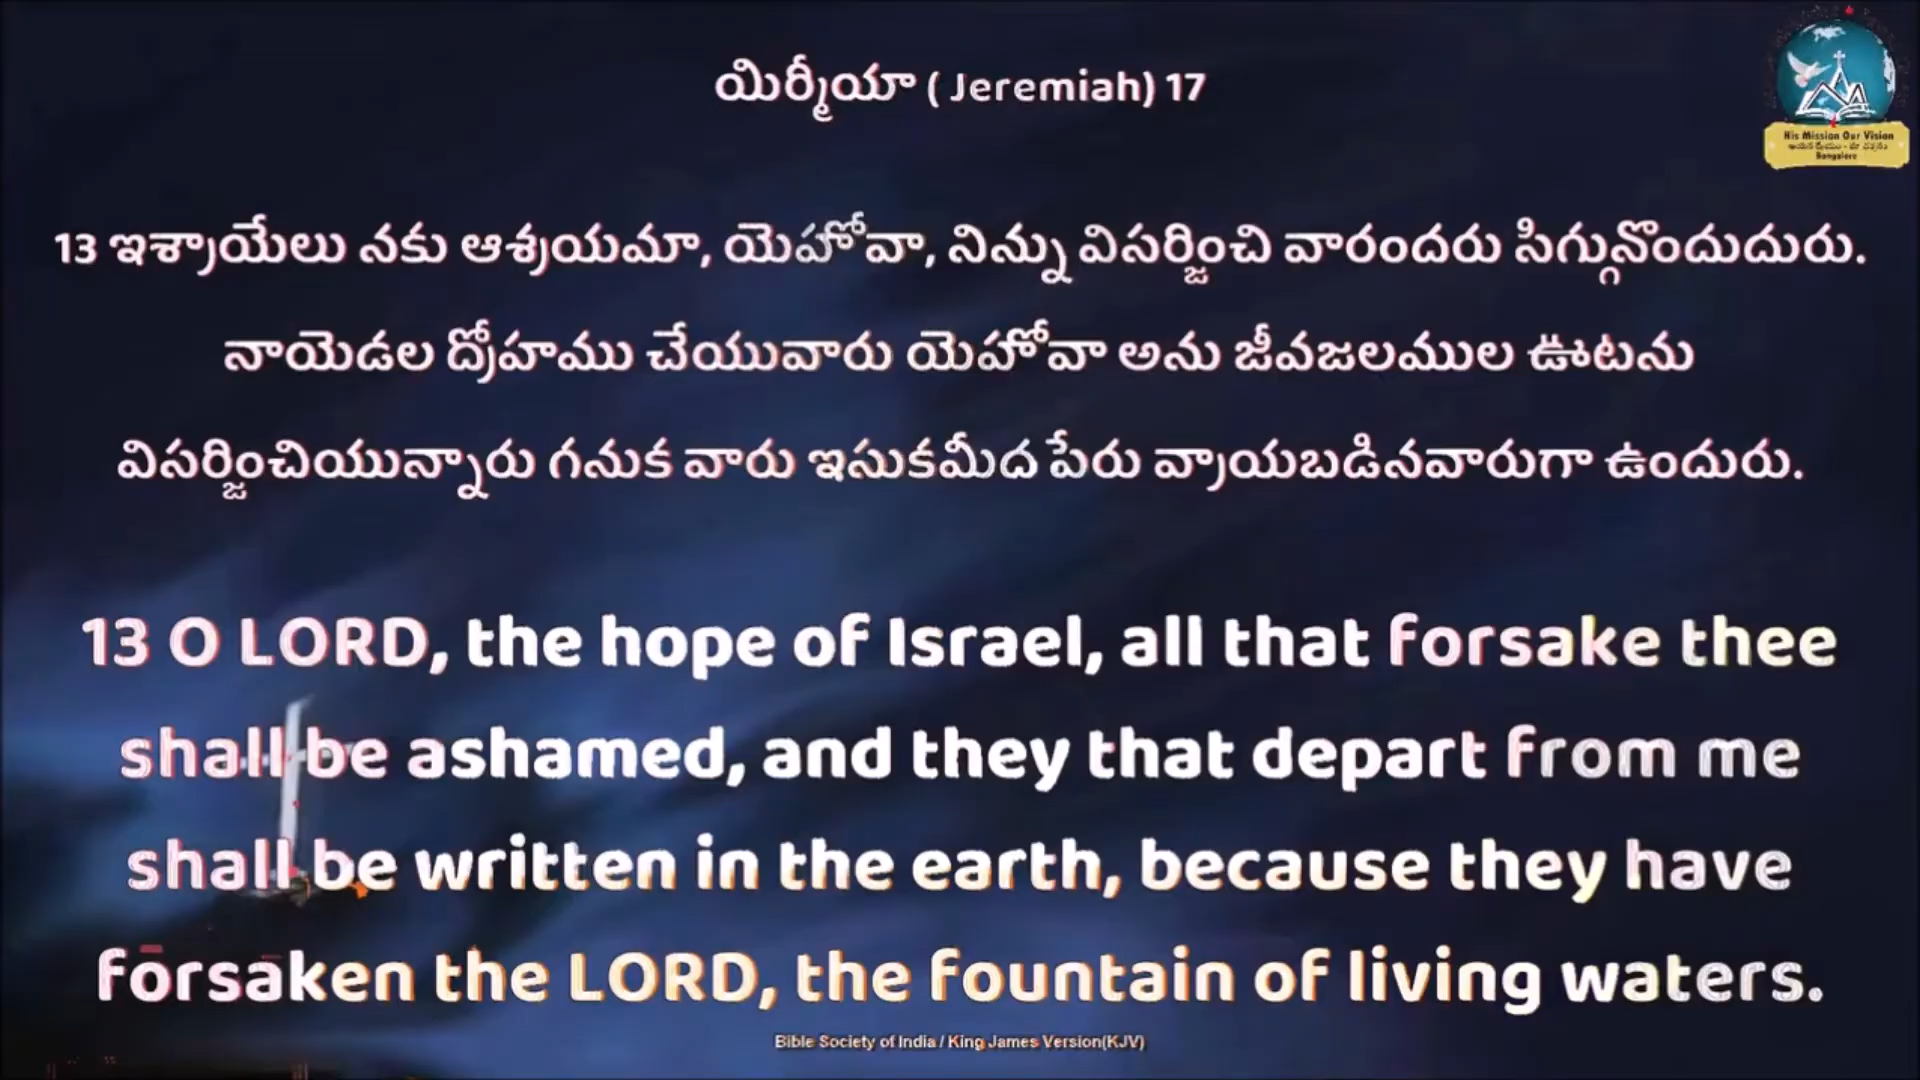 యిర్మీయా ( Jeremiah) 17
His Mission Our Vision
Bangalore
13 ఇశ్రాయేలు నకు ఆశ్రయమా, యెహోవా, నిన్ను విసర్జించి వారందరు సిగ్గునొందుదురు.
నాయెడల ద్రోహము చేయువారు యెహోవా అను జీవజలముల ఊటను
విసర్జించియున్నారు గనుక వారు ఇసుకమీద పేరు వ్రాయబడినవారుగా ఉందురు.
13 O LORD, the hope of Israel, all that forsake thee
shall be ashamed, and they that depart from me
shall be written in the earth, because they have
forsaken the LORD, the fountain of living waters.
Bible Society of India / King James Version(KJV)